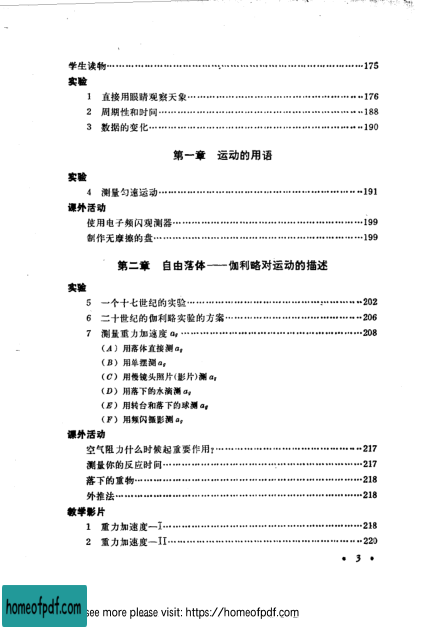 学生读物……175
实验
1 直接用眼睛观察天象……176
2 周期性和时间……188
3 数据的变化……190
第一章 运动的用语
实验
4 测量匀速运动……191
课外活动
使用电子频闪观测器……199
制作无摩擦的盘……199
第二章 自由落体——伽利略对运动的描述
实验
5 一个十七世纪的实验……202
6 二十世纪的伽利略实验的方案……206
7 测量重力加速度 ag……208
(A) 用落体直接测 ag
(B) 用单摆测 ag
(C) 用慢镜头照片(影片)测 ag
(D) 用落下的水滴测 ag
(E) 用转台和落下的球测 ag
(F) 用频闪摄影测 ag
课外活动
空气阻力什么时候起重要作用?……217
测量你的反应时间……217
落下的重物……218
外推法……218
教学影片
1 重力加速度—I……218
2 重力加速度—II……220
• 3 •
homeofpdf.com
see more please visit: https://homeofpdf.com